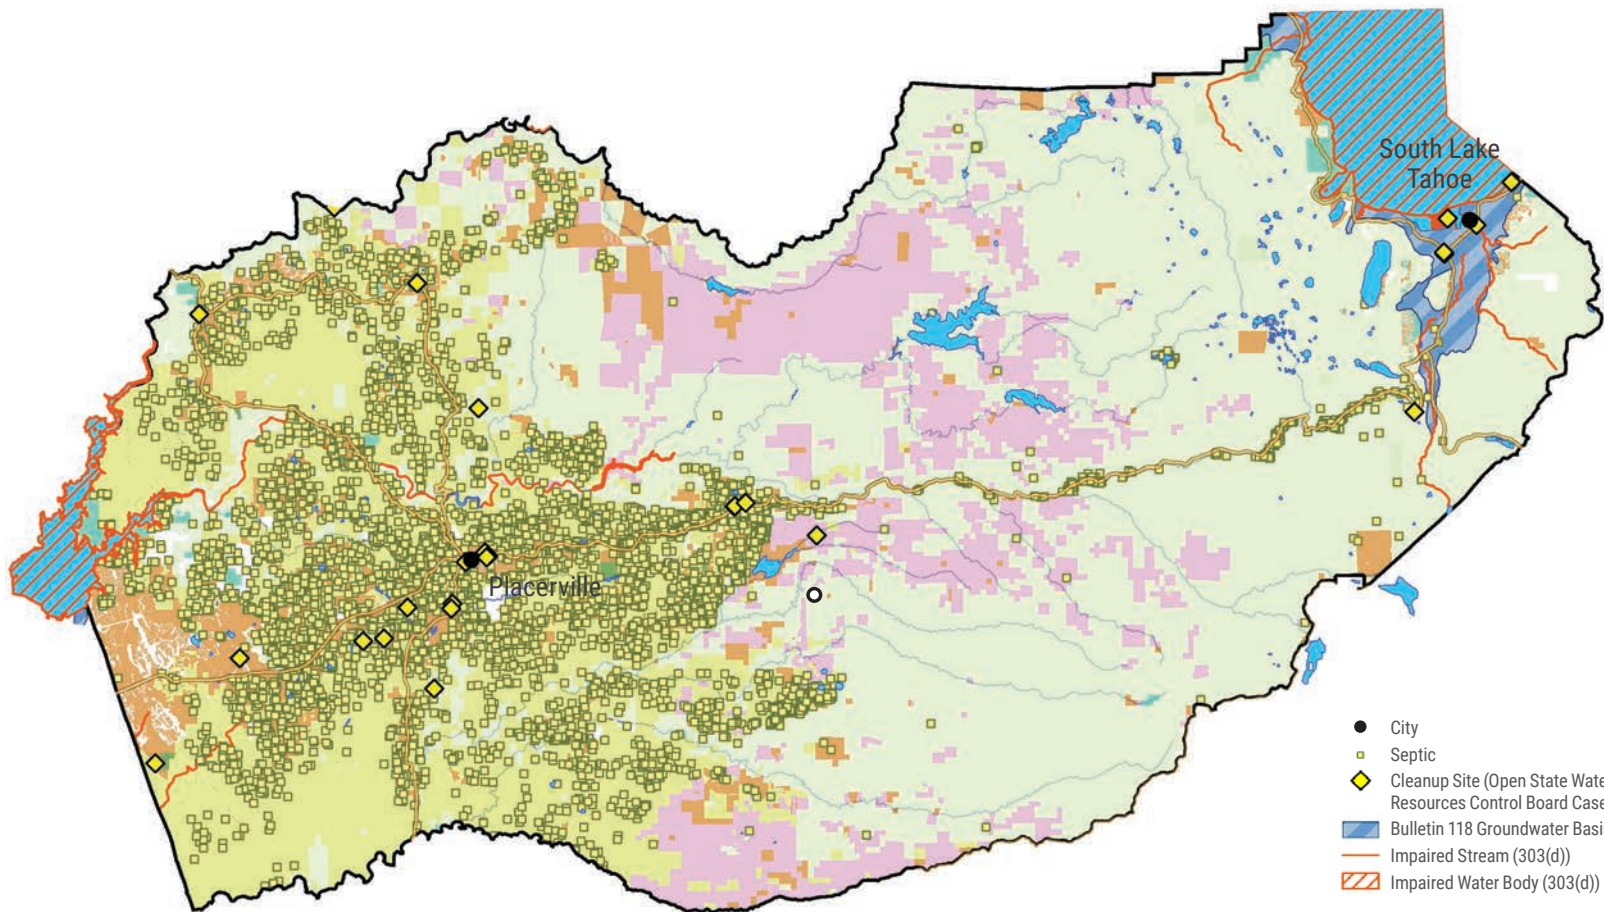 South Lake
Tahoe
Placerville
City
Septic
Cleanup Site (Open State Wate
Resources Control Board Case
Bulletin 118 Groundwater Basi
Impaired Stream (303(d))
Impaired Water Body (303(d))